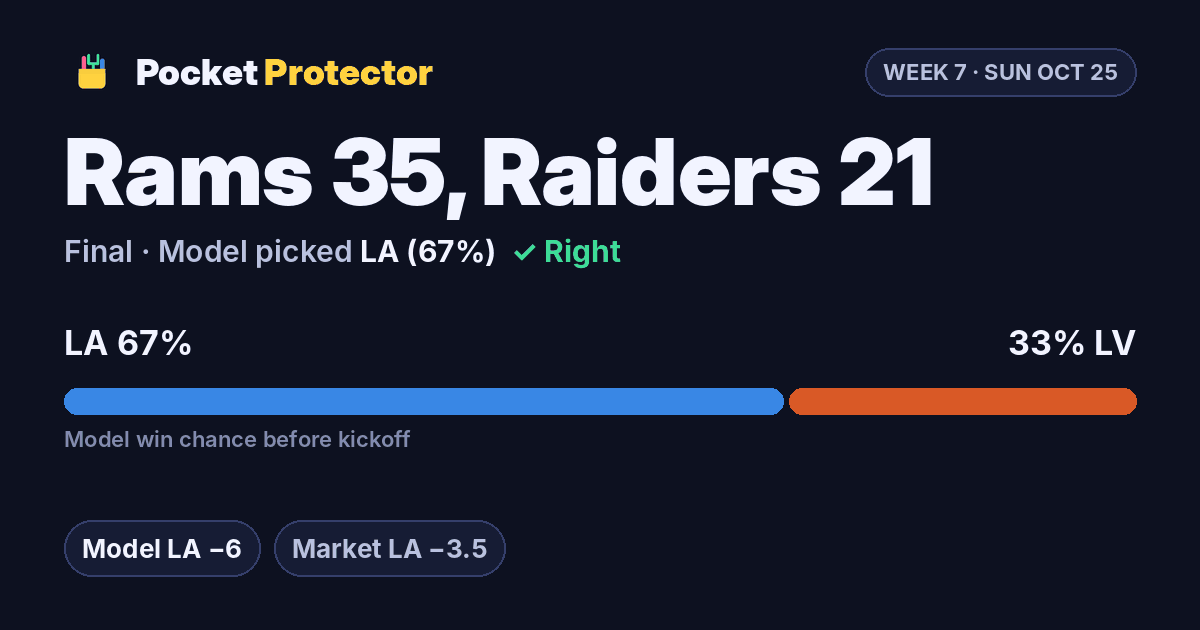 Pocket Protector
WEEK 7 · SUN OCT 25
Rams 35, Raiders 21
Final · Model picked LA (67%) ✓ Right
LA 67%
33% LV
Model win chance before kickoff
Model LA −6
Market LA −3.5